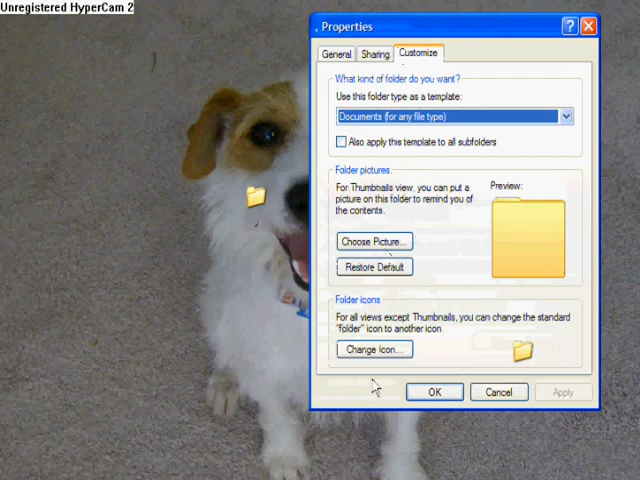 Unregistered HyperCam 2
. Properties
General
Sharing
Customize
What kind of folder do you want?
Use this folder type as a template:
Documents (for any file type)
Also apply this template to all subfolders
Folder pictures
For Thumbnails view, you can put a
picture on this folder to remind you of
the contents.
Preview:
Choose Picture...
Restore Default
Folder icons
For all views except Thumbnails, you can change the standard
"folder" icon to another icon.
Change Icon...
OK
Cancel
Apply